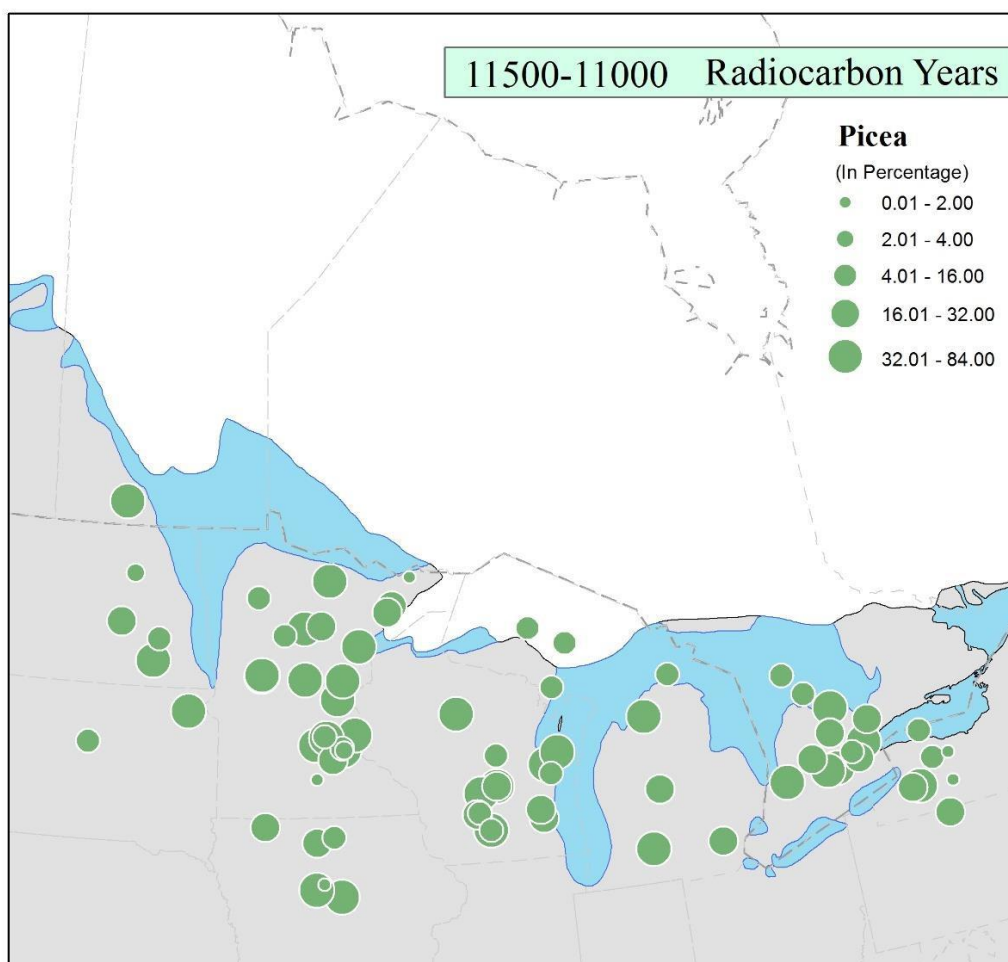 11500-11000 Radiocarbon Years
Picea
(In Percentage)
0.01 - 2.00
2.01 - 4.00
4.01 - 16.00
16.01 - 32.00
32.01 - 84.00